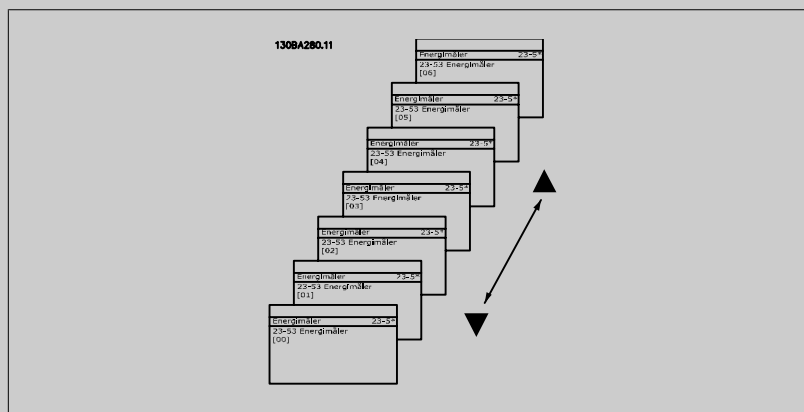 130BA280.11
Energimåler 23-5*
23-53 Energimåler
[06]
Energimåler 23-5*
23-53 Energimåler
[05]
Energimåler 23-5*
23-53 Energimåler
[04]
Energimåler 23-5*
23-53 Energimåler
[03]
Energimåler 23-5*
23-53 Energimåler
[02]
Energimåler 23-5*
23-53 Energimåler
[01]
Energimåler 23-5*
23-53 Energimåler
[00]